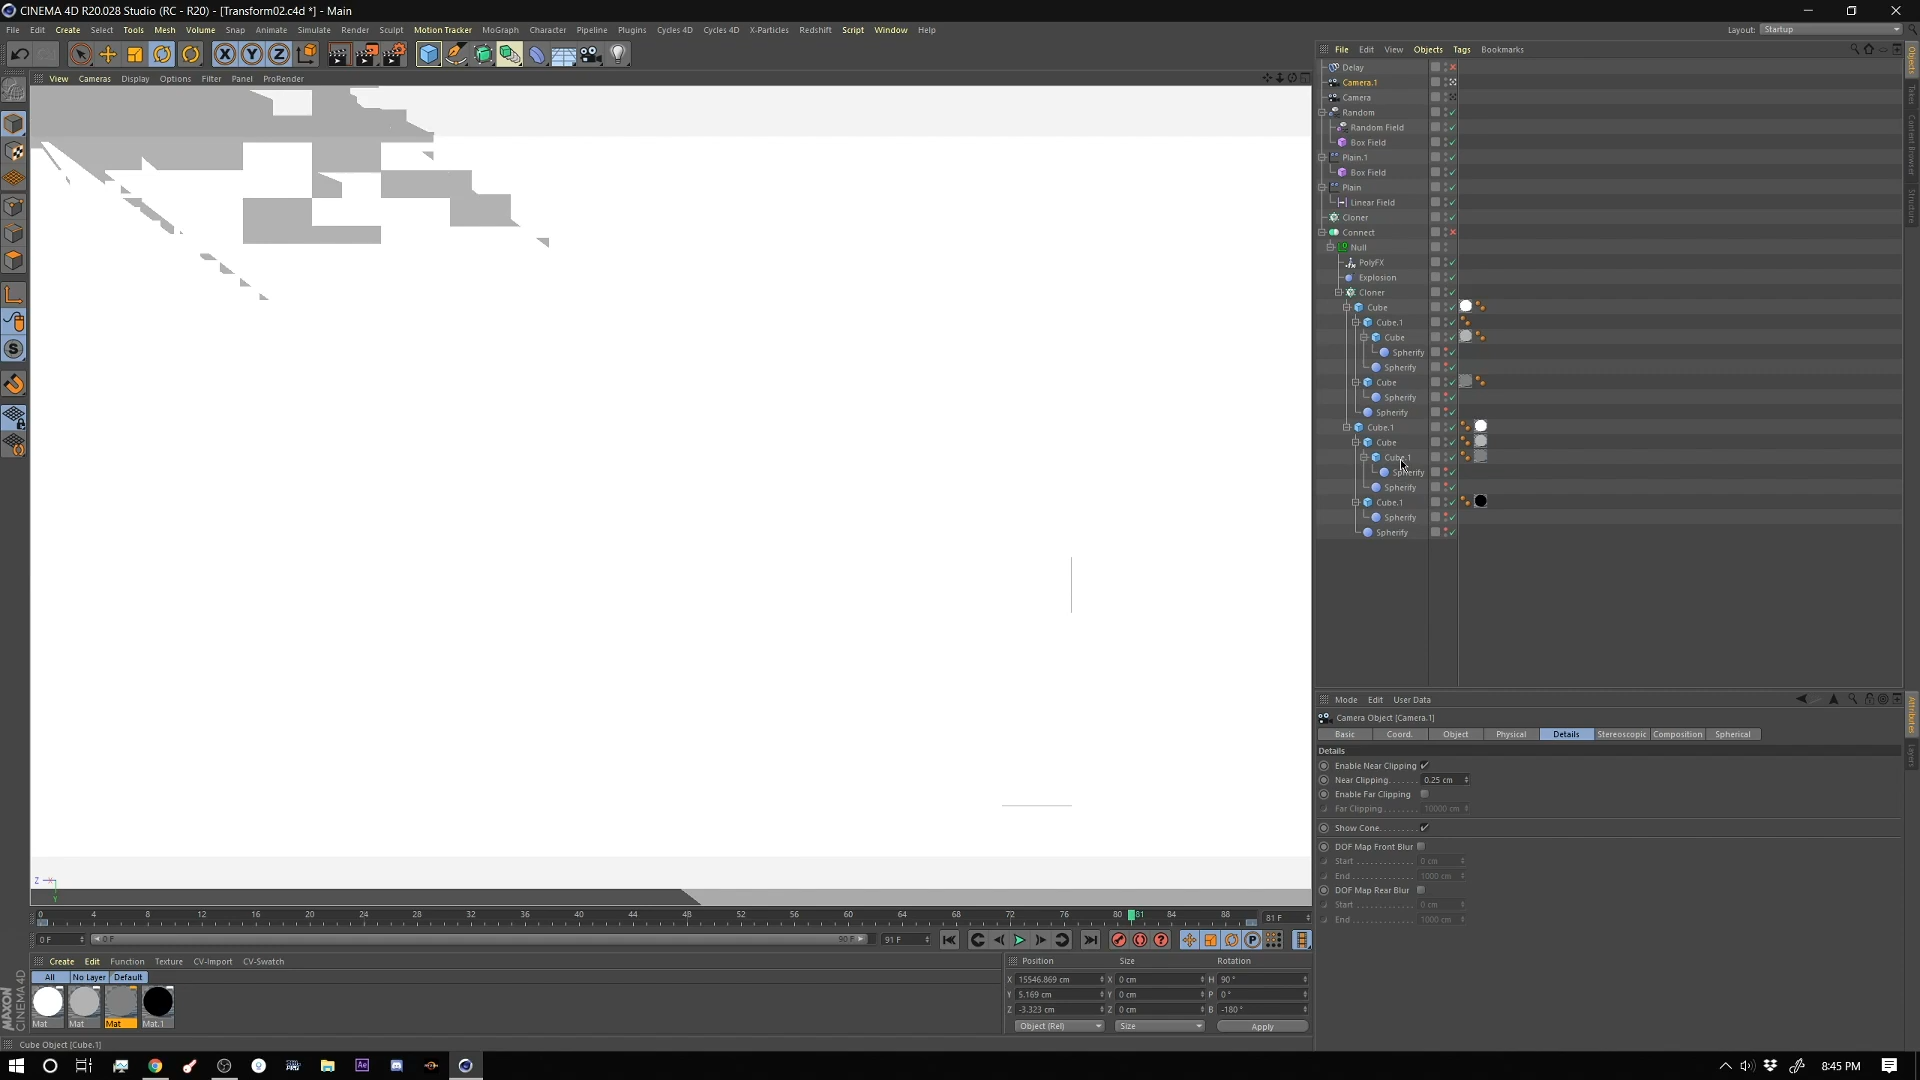 CINEMA 4D R20.028 Studio (RC - R20) - [Transform02.c4d *] - Main
File Edit Create Select Tools Mesh Volume Snap Animate Simulate Render Sculpt Motion Tracker MoGraph Character Pipeline Plugins Cycles 4D Cycles 4D X-Particles Redshift Script Window Help
Layout: Startup
View Cameras Display Options Filter Panel ProRender
File Edit View Objects Tags Bookmarks
Delay
Camera.1
Camera
Random
Random Field
Box Field
Plain.1
Box Field
Plain
Linear Field
Cloner
Connect
Null
PolyFX
Explosion
Cloner
Cube
Cube.1
Cube
Spherify
Spherify
Cube
Spherify
Spherify
Cube.1
Cube
Cube.1
Spherify
Spherify
Cube.1
Spherify
Spherify
Objects
Takes
Content Browser
Structure
Mode Edit User Data
Camera Object [Camera.1]
Basic Coord. Object Physical Details Stereoscopic Composition Spherical
Details
Enable Near Clipping
Near Clipping 0.25 cm
Enable Far Clipping
Far Clipping 10000 cm
Show Cone
DOF Map Front Blur
Start 0 cm
End 1000 cm
DOF Map Rear Blur
Start 0 cm
End 1000 cm
Attributes
Layers
Z X
Y
0 4 8 12 16 20 24 28 32 36 40 44 48 52 56 60 64 68 72 76 80 81 84 88 81 F
0 F 0 F 90 F 91 F
Create Edit Function Texture CV-Import CV-Swatch
All No Layer Default
Mat Mat Mat Mat.1
Position Size Rotation
X 15546.869 cm X 0 cm H 90 °
Y 5.169 cm Y 0 cm P 0 °
Z -3.323 cm Z 0 cm B -180 °
Object (Rel) Size Apply
MAXON CINEMA 4D
Cube Object [Cube.1]
8:45 PM